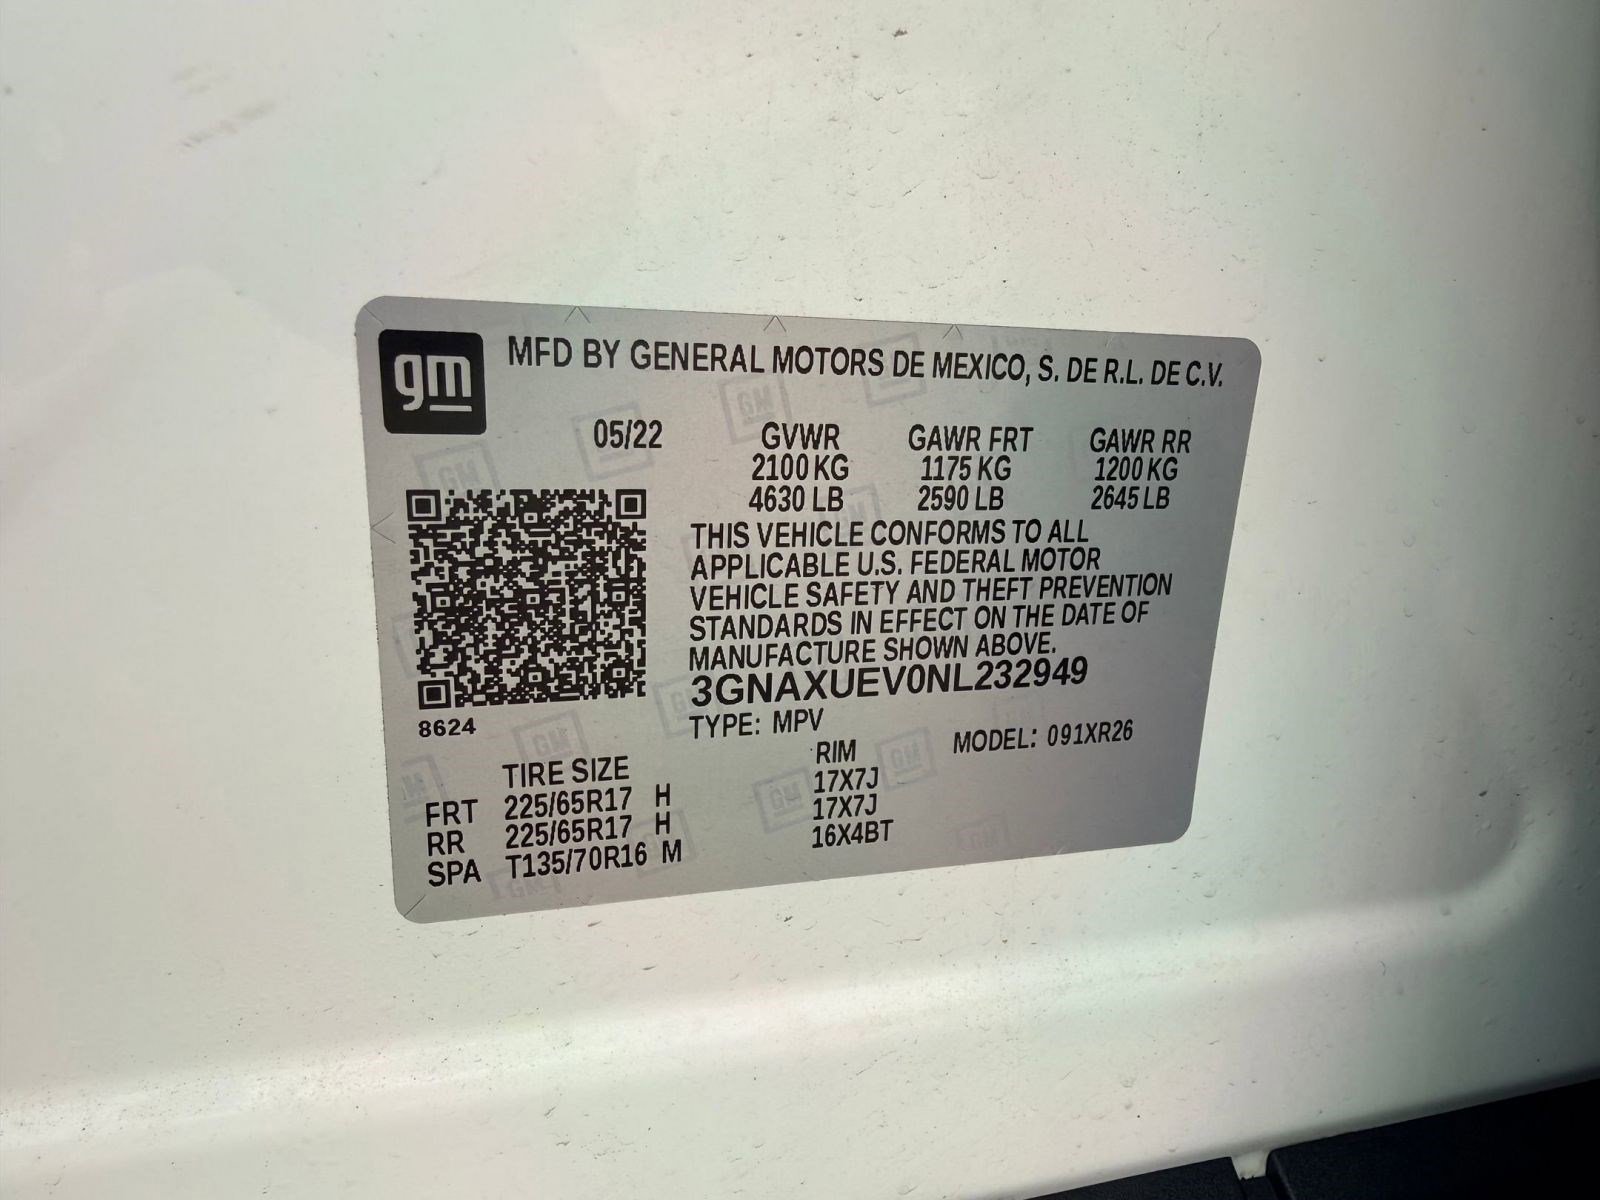 gm
MFD BY GENERAL MOTORS DE MEXICO, S. DE R.L. DE C.V.
05/22 GVWR GAWR FRT GAWR RR
2100 KG 1175 KG 1200 KG
4630 LB 2590 LB 2645 LB
THIS VEHICLE CONFORMS TO ALL
APPLICABLE U.S. FEDERAL MOTOR
VEHICLE SAFETY AND THEFT PREVENTION
STANDARDS IN EFFECT ON THE DATE OF
MANUFACTURE SHOWN ABOVE.
3GNAXUEV0NL232949
8624
TYPE: MPV MODEL: 091XR26
TIRE SIZE RIM
FRT 225/65R17 H 17X7J
RR 225/65R17 H 17X7J
SPA T135/70R16 M 16X4BT